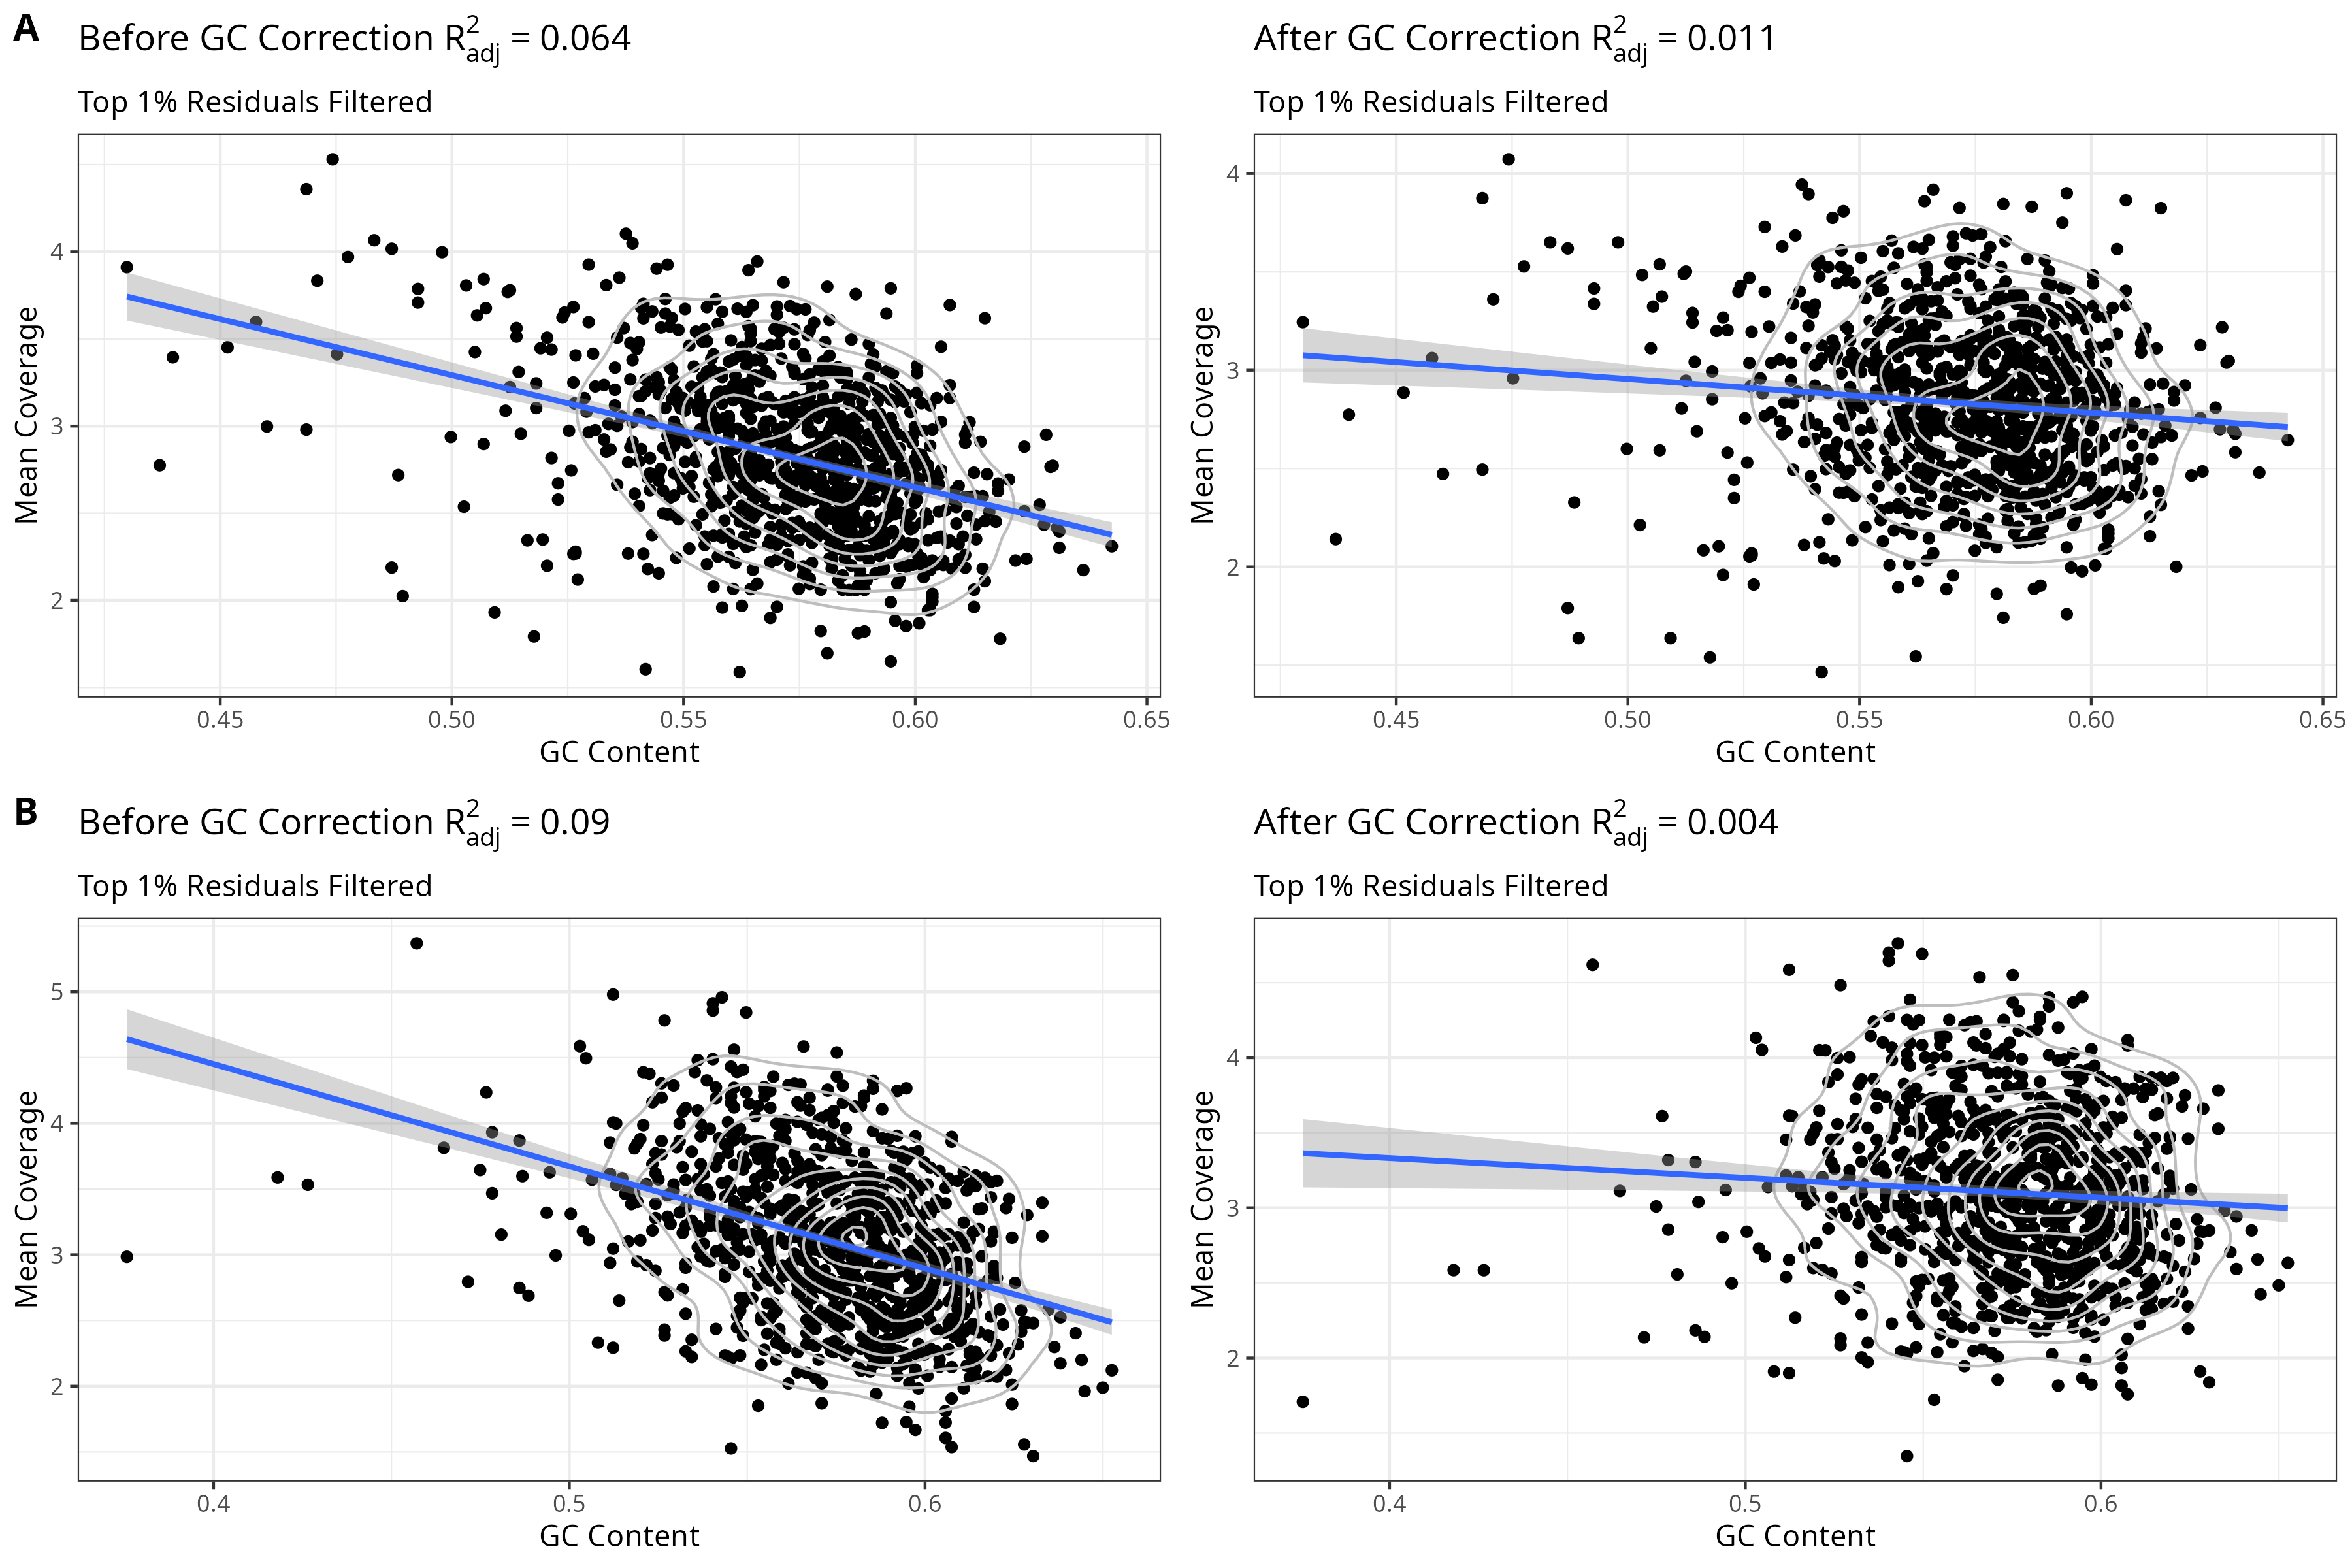 A
Before GC Correction R²adj = 0.064
Top 1% Residuals Filtered
Mean Coverage
4
3
2
0.45 0.50 0.55 0.60 0.65
GC Content
After GC Correction R²adj = 0.011
Top 1% Residuals Filtered
Mean Coverage
4
3
2
0.45 0.50 0.55 0.60 0.65
GC Content
B
Before GC Correction R²adj = 0.09
Top 1% Residuals Filtered
Mean Coverage
5
4
3
2
0.4 0.5 0.6
GC Content
After GC Correction R²adj = 0.004
Top 1% Residuals Filtered
Mean Coverage
4
3
2
0.4 0.5 0.6
GC Content